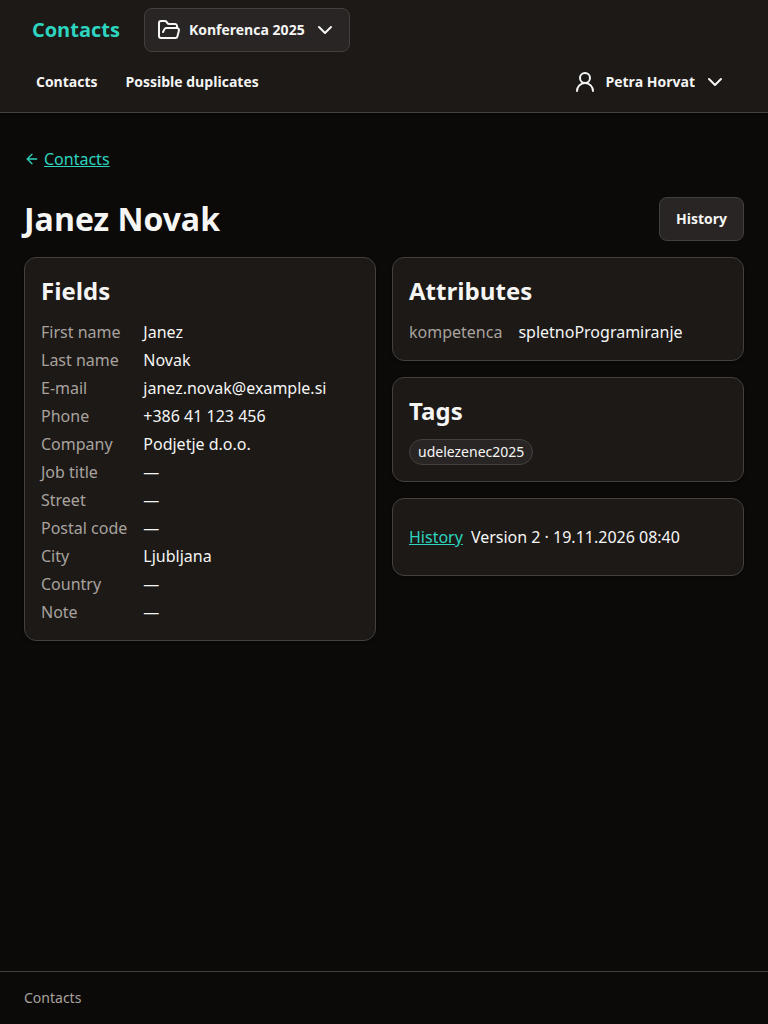 Contacts
Konferenca 2025
Contacts
Possible duplicates
Petra Horvat
← Contacts
Janez Novak
History
Fields
First name Janez
Last name Novak
E-mail janez.novak@example.si
Phone +386 41 123 456
Company Podjetje d.o.o.
Job title —
Street —
Postal code —
City Ljubljana
Country —
Note —
Attributes
kompetenca spletnoProgramiranje
Tags
udelezenec2025
History Version 2 · 19.11.2026 08:40
Contacts